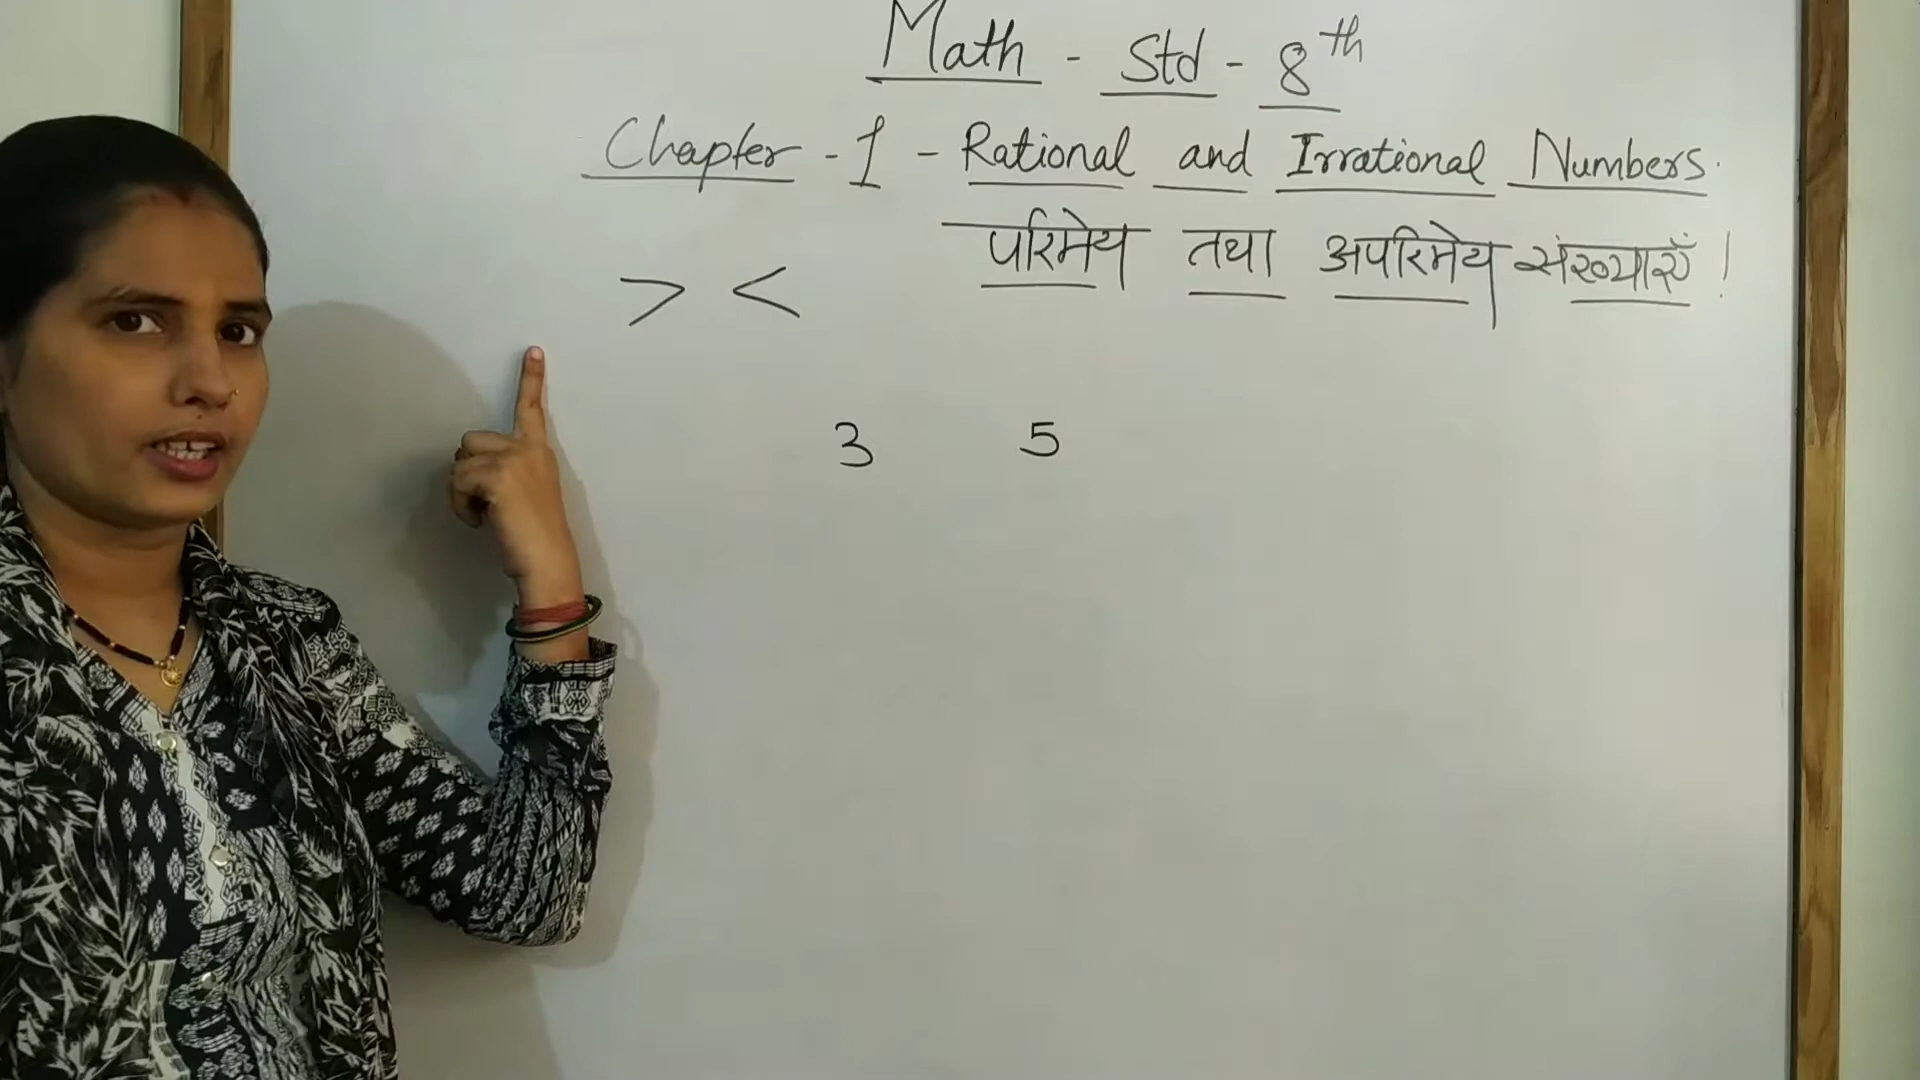 Math - Std - 8th
Chapter - 1 - Rational and Irrational Numbers.
परिमेय तथा अपरिमेय संख्याएँ !
> <
3 5